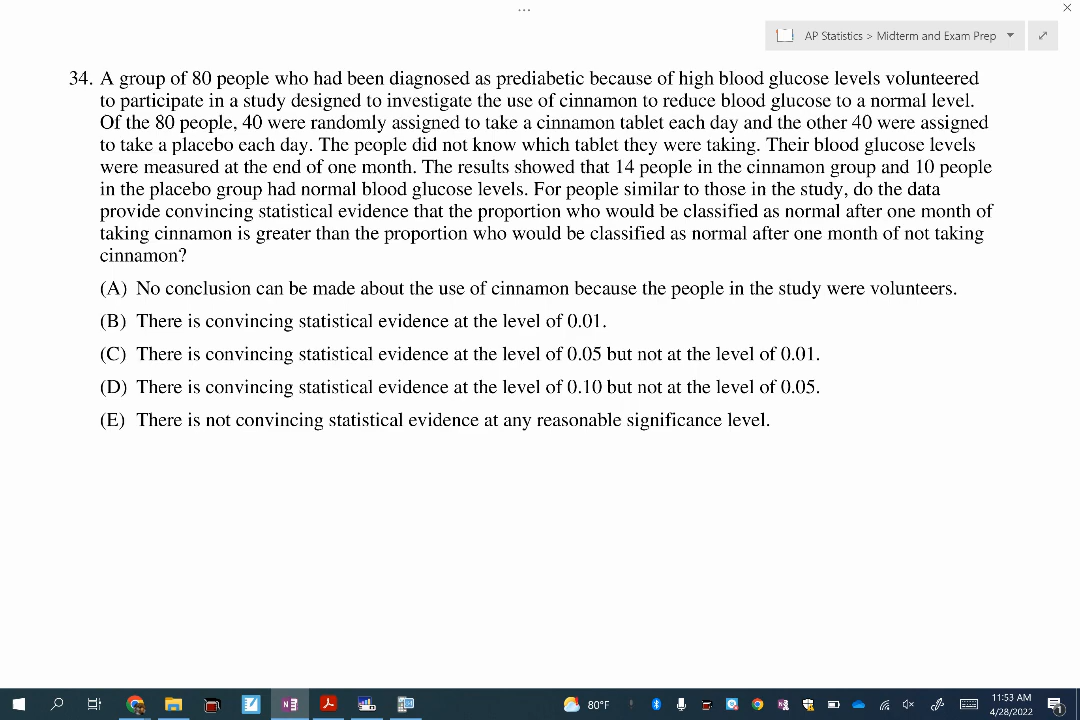 ...
AP Statistics > Midterm and Exam Prep
34. A group of 80 people who had been diagnosed as prediabetic because of high blood glucose levels volunteered
to participate in a study designed to investigate the use of cinnamon to reduce blood glucose to a normal level.
Of the 80 people, 40 were randomly assigned to take a cinnamon tablet each day and the other 40 were assigned
to take a placebo each day. The people did not know which tablet they were taking. Their blood glucose levels
were measured at the end of one month. The results showed that 14 people in the cinnamon group and 10 people
in the placebo group had normal blood glucose levels. For people similar to those in the study, do the data
provide convincing statistical evidence that the proportion who would be classified as normal after one month of
taking cinnamon is greater than the proportion who would be classified as normal after one month of not taking
cinnamon?
(A) No conclusion can be made about the use of cinnamon because the people in the study were volunteers.
(B) There is convincing statistical evidence at the level of 0.01.
(C) There is convincing statistical evidence at the level of 0.05 but not at the level of 0.01.
(D) There is convincing statistical evidence at the level of 0.10 but not at the level of 0.05.
(E) There is not convincing statistical evidence at any reasonable significance level.
80°F
11:53 AM
4/28/2022